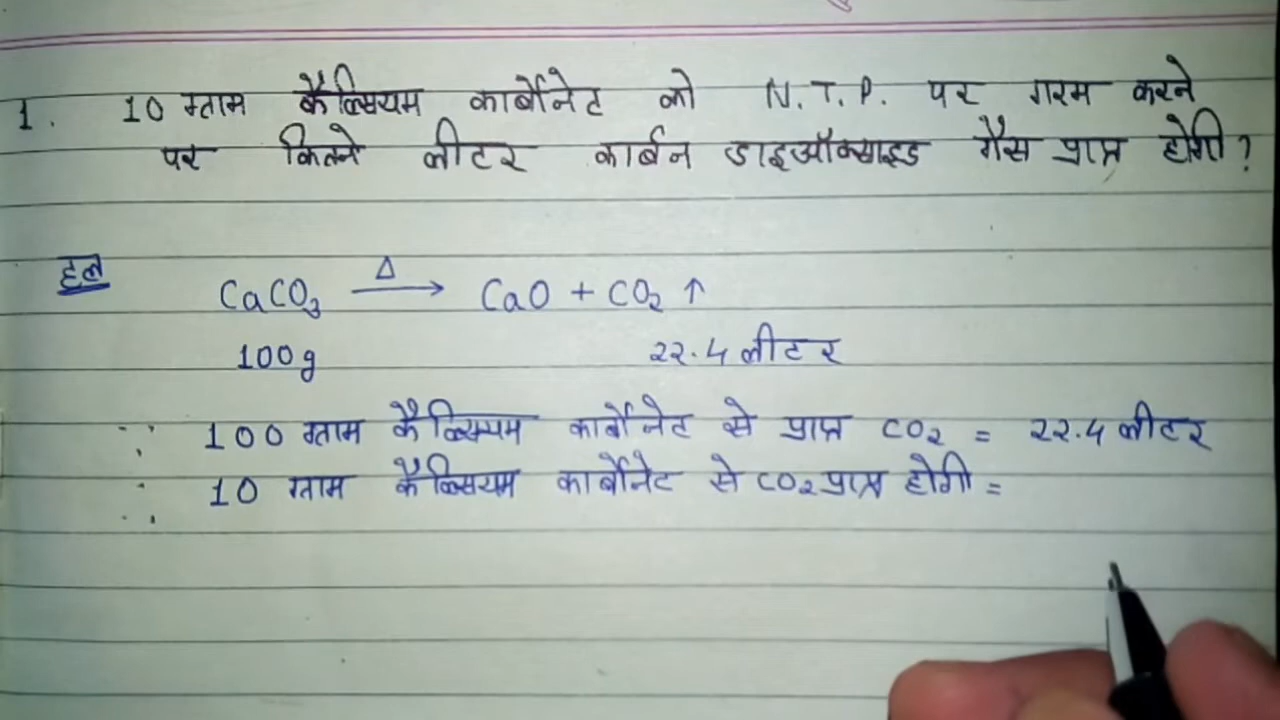 1. 10 ग्राम कैल्सियम कार्बोनेट को N.T.P. पर गरम करने
पर कितने लीटर कार्बन डाइऑक्साइड गैस प्राप्त होगी?
हल CaCO₃ —Δ→ CaO + CO₂ ↑
100g 22.4 लीटर
∵ 100 ग्राम कैल्सियम कार्बोनेट से प्राप्त CO₂ = 22.4 लीटर
∴ 10 ग्राम कैल्सियम कार्बोनेट से CO₂ प्राप्त होगी =